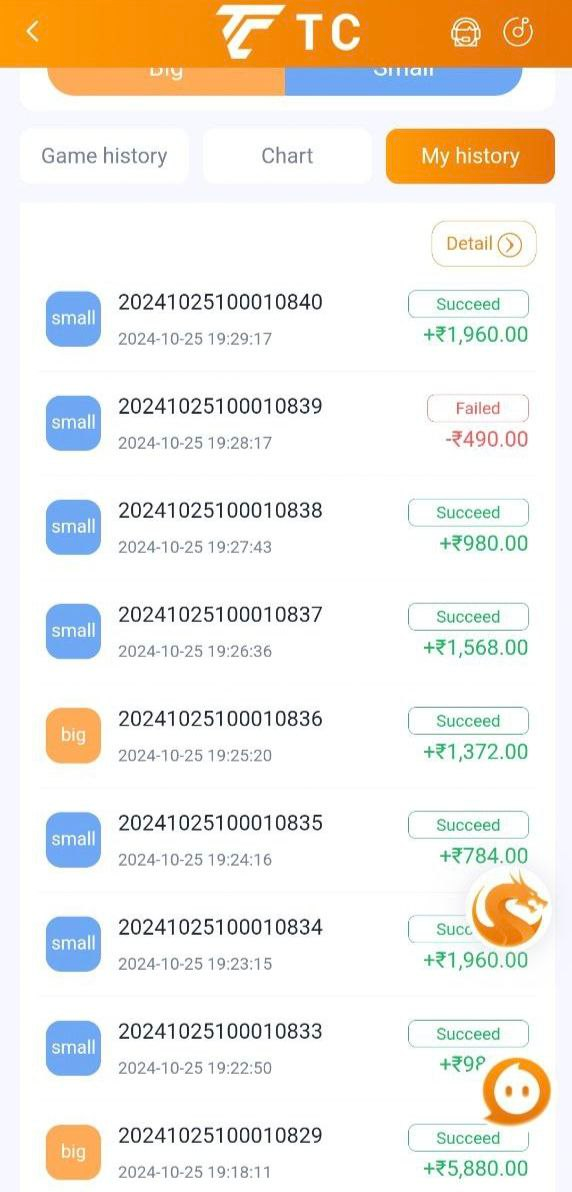 TC
Big
Small
Game history
Chart
My history
Detail
small
20241025100010840
2024-10-25 19:29:17
Succeed
+₹1,960.00
small
20241025100010839
2024-10-25 19:28:17
Failed
-₹490.00
small
20241025100010838
2024-10-25 19:27:43
Succeed
+₹980.00
small
20241025100010837
2024-10-25 19:26:36
Succeed
+₹1,568.00
big
20241025100010836
2024-10-25 19:25:20
Succeed
+₹1,372.00
small
20241025100010835
2024-10-25 19:24:16
Succeed
+₹784.00
small
20241025100010834
2024-10-25 19:23:15
+₹1,960.00
small
20241025100010833
2024-10-25 19:22:50
Succeed
big
20241025100010829
2024-10-25 19:18:11
Succeed
+₹5,880.00